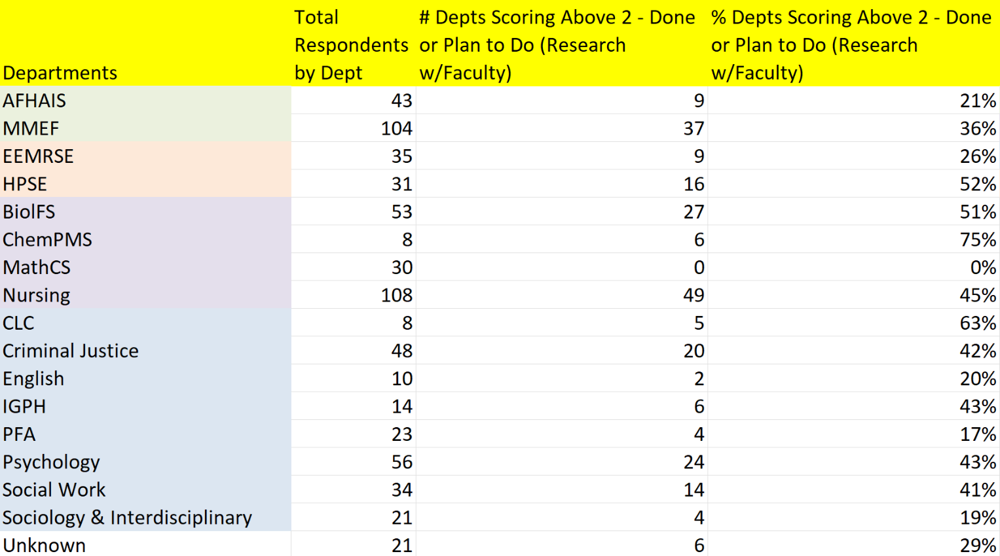 Departments Total Respondents by Dept # Depts Scoring Above 2 - Done or Plan to Do (Research w/Faculty) % Depts Scoring Above 2 - Done or Plan to Do (Research w/Faculty)
AFHAIS 43 9 21%
MMEF 104 37 36%
EEMRSE 35 9 26%
HPSE 31 16 52%
BiolFS 53 27 51%
ChemPMS 8 6 75%
MathCS 30 0 0%
Nursing 108 49 45%
CLC 8 5 63%
Criminal Justice 48 20 42%
English 10 2 20%
IGPH 14 6 43%
PFA 23 4 17%
Psychology 56 24 43%
Social Work 34 14 41%
Sociology & Interdisciplinary 21 4 19%
Unknown 21 6 29%